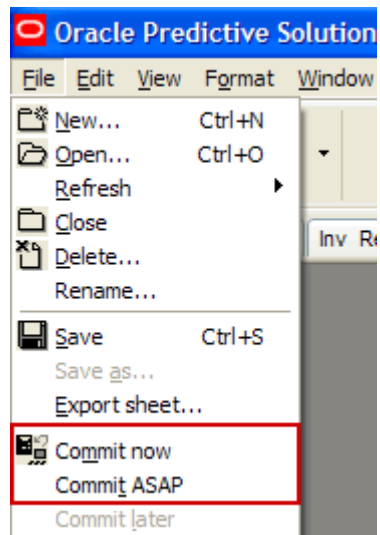 Oracle Predictive Solution
File Edit View Format Window
New... Ctrl+N
Open... Ctrl+O
Refresh
Close
Inv Re
Delete...
Rename...
Save Ctrl+S
Save as...
Export sheet...
Commit now
Commit ASAP
Commit later